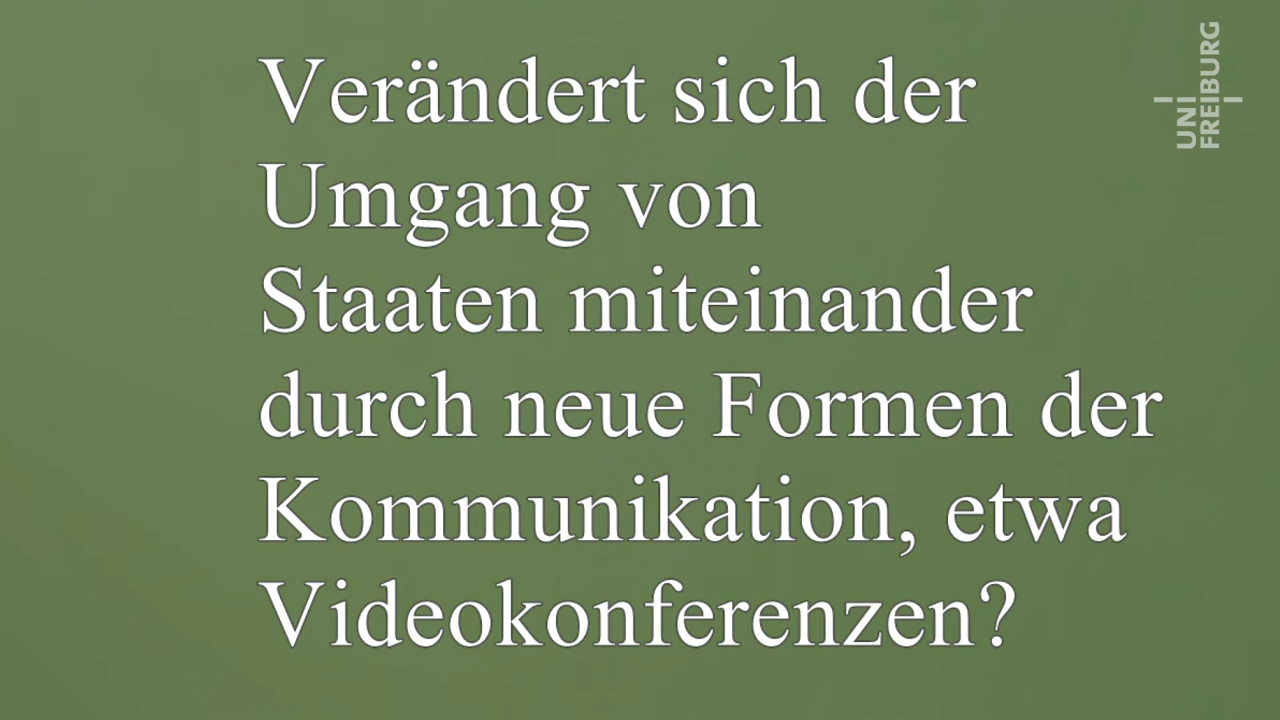 Verändert sich der
Umgang von
Staaten miteinander
durch neue Formen der
Kommunikation, etwa
Videokonferenzen?
UNI
FREIBURG